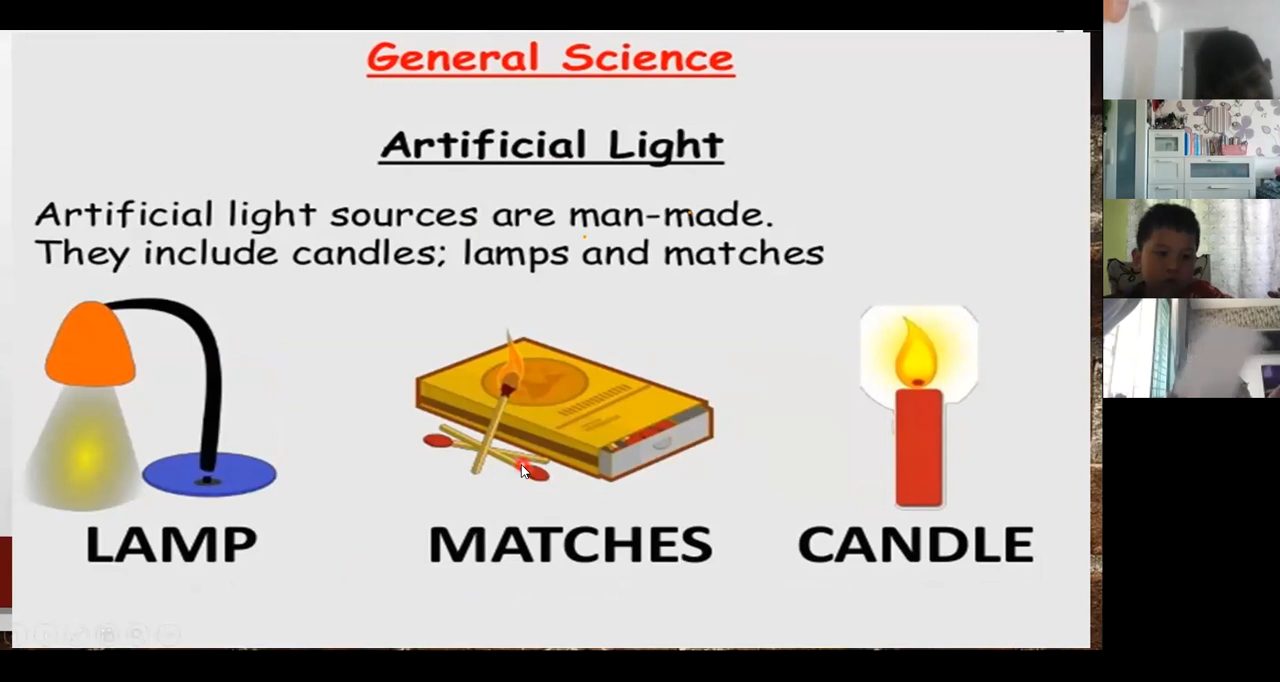 General Science
Artificial Light
Artificial light sources are man-made.
They include candles; lamps and matches
LAMP
MATCHES
CANDLE